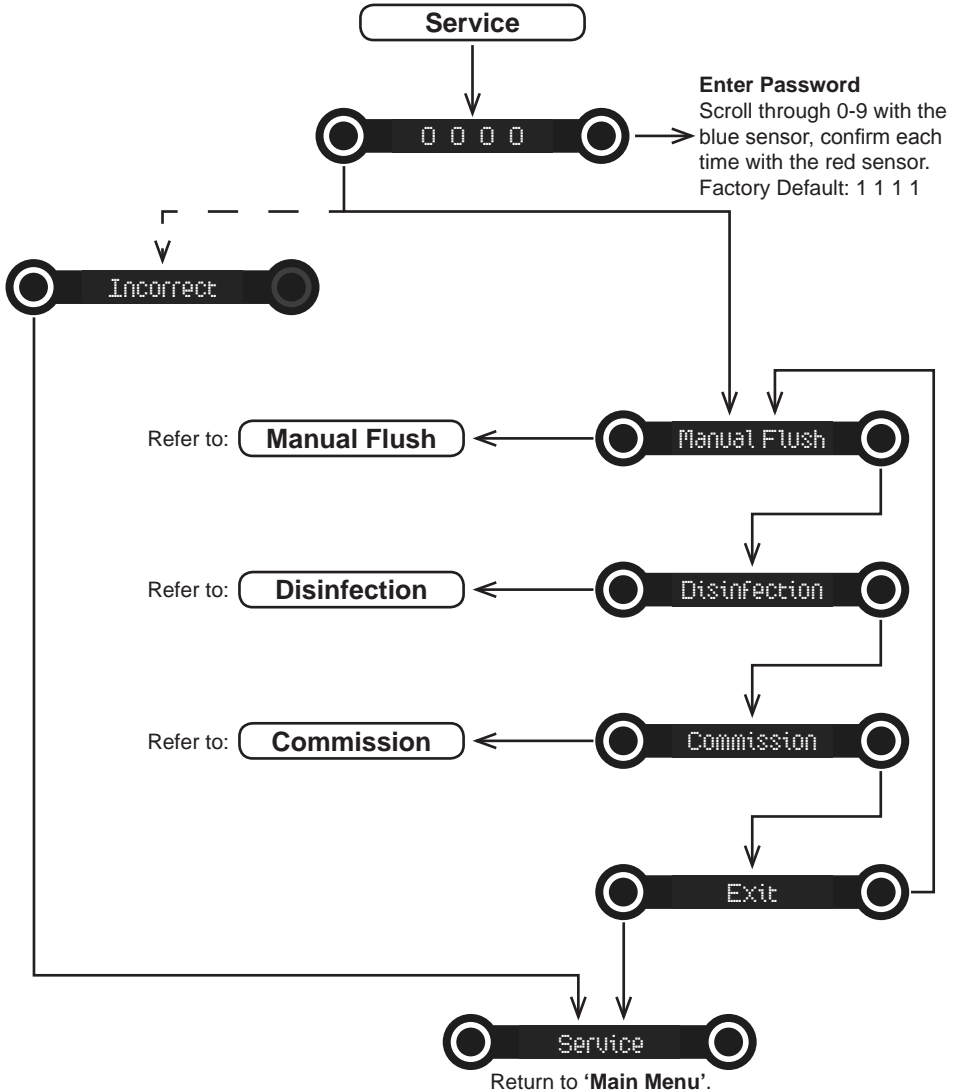 Service
0 0 0 0
Enter Password
Scroll through 0-9 with the
blue sensor, confirm each
time with the red sensor.
Factory Default: 1 1 1 1
Incorrect
Refer to: Manual Flush
Manual Flush
Refer to: Disinfection
Disinfection
Refer to: Commission
Commission
Exit
Service
Return to ‘Main Menu’.